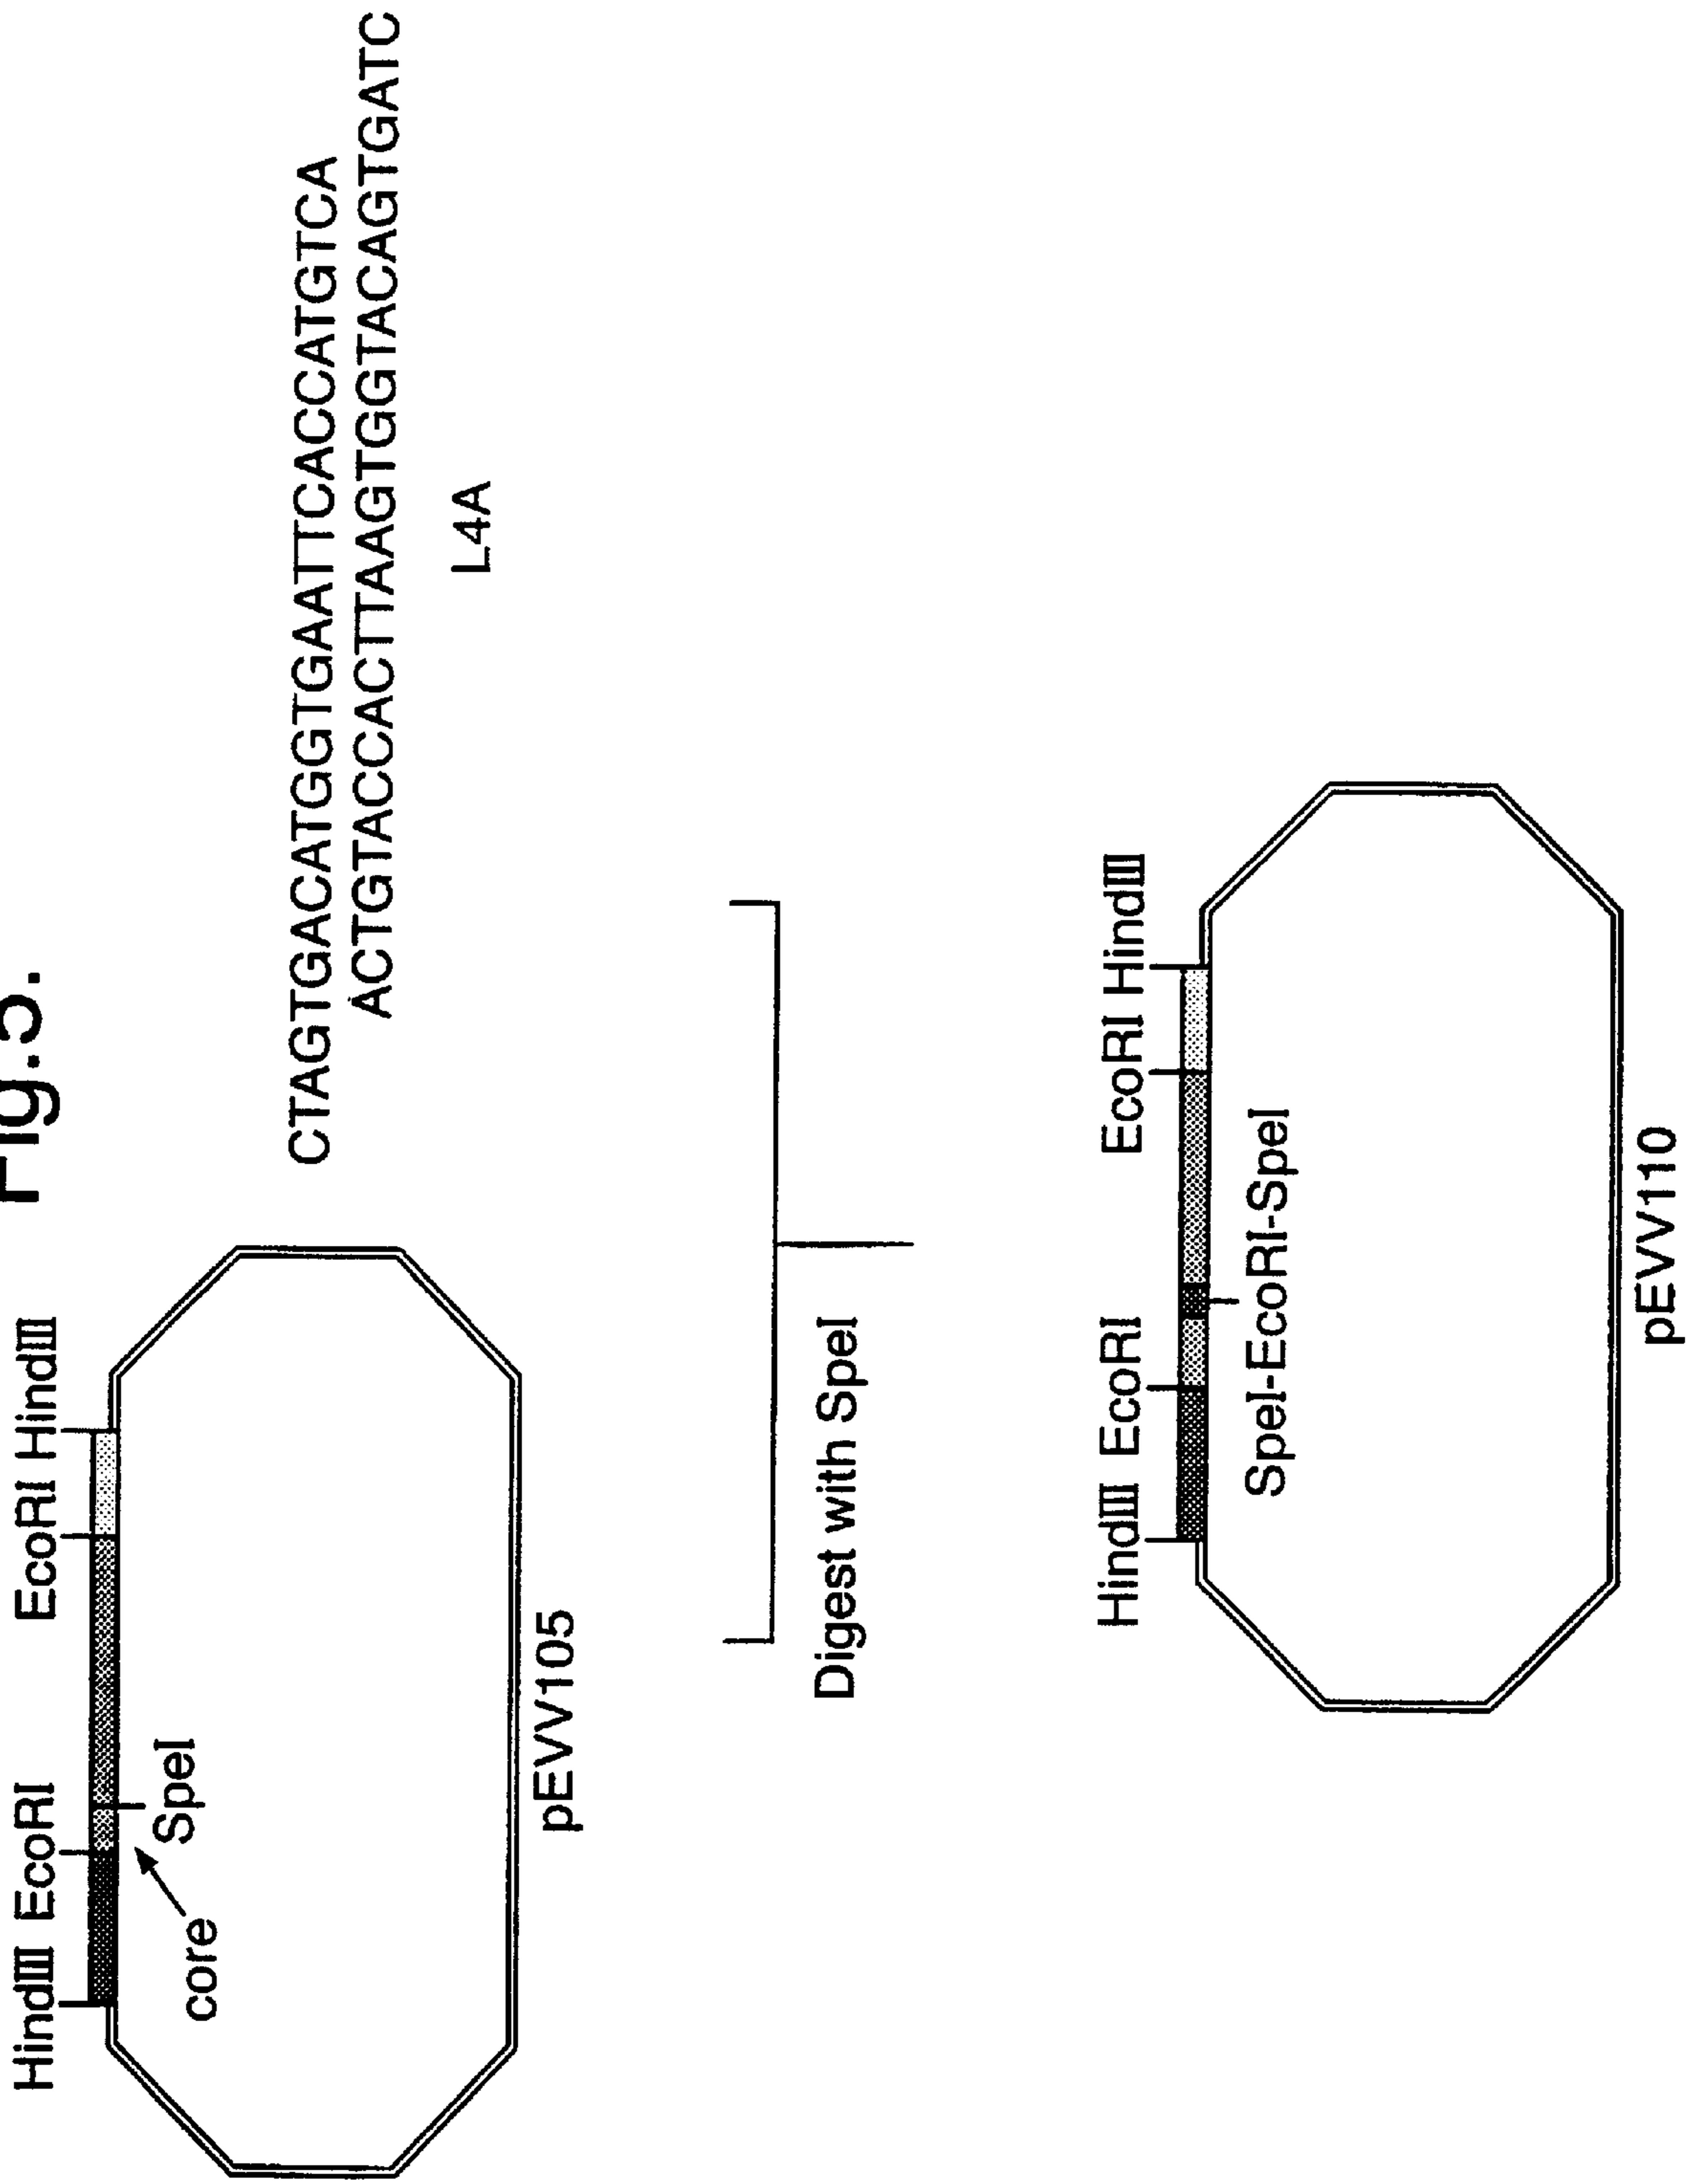 Fig.5.
HindIII EcoRI EcoRI HindIII
core
SpeI
pEVV105
CTAGTGACATGGTGAATTCACCATGTCA
ACTGTACCACTTAAGTGGTACAGTGATC
L4A
Digest with SpeI
HindIII EcoRI EcoRI HindIII
SpeI-EcoRI-SpeI
pEVV110